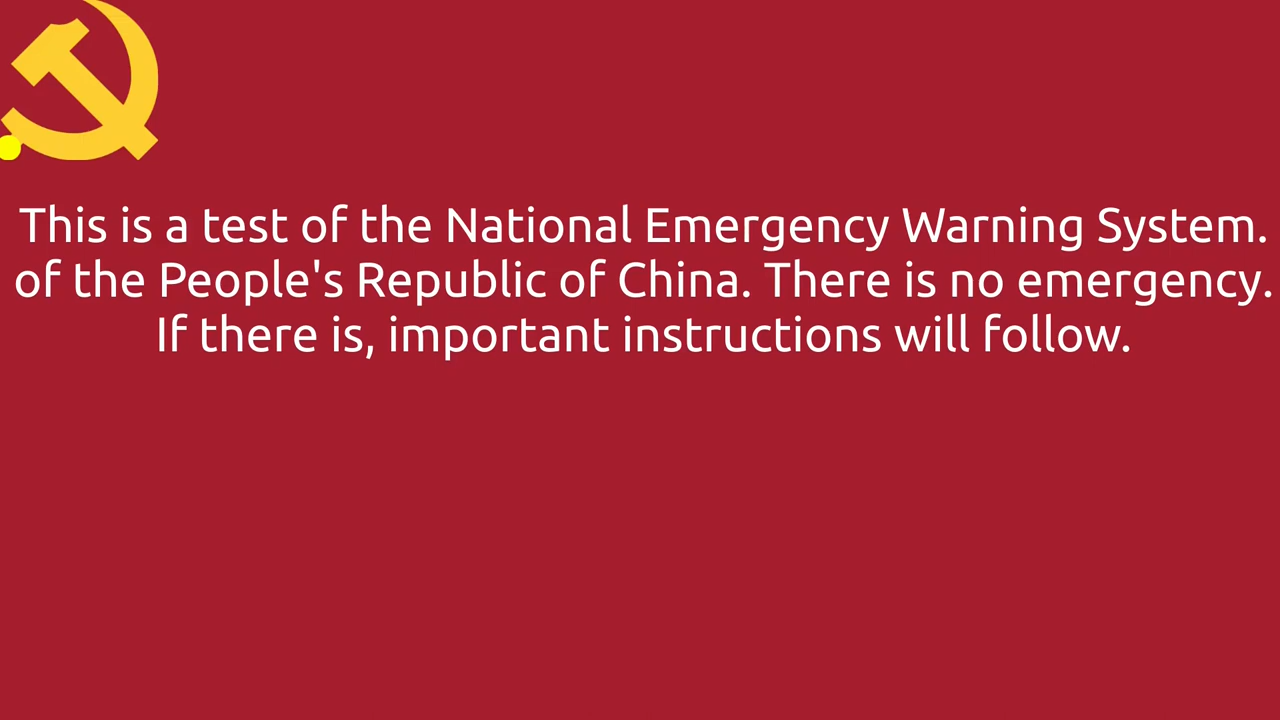 This is a test of the National Emergency Warning System.
of the People's Republic of China. There is no emergency.
If there is, important instructions will follow.